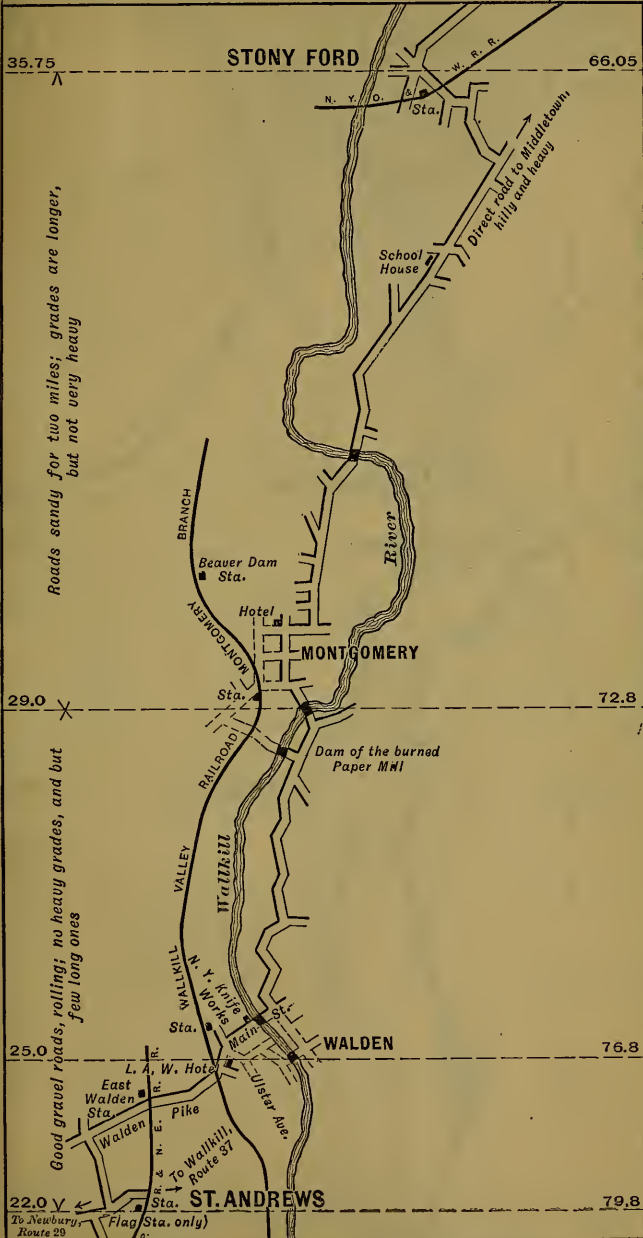 35.75
STONY FORD
66.05
N. Y. O. & W. R. R.
Sta.
Direct road to Middletown,
hilly and heavy
School
House
Roads sandy for two miles; grades are longer,
but not very heavy
River
BRANCH
Beaver Dam
Sta.
MONTGOMERY
Hotel
MONTGOMERY
Sta.
29.0
72.8
RAILROAD
Dam of the burned
Paper Mill
Good gravel roads, rolling; no heavy grades, and but
few long ones
VALLEY
Wallkill
WALLKILL
N. Y. Knife
Works
Sta.
Main St.
WALDEN
25.0
76.8
L. A. W. Hotel
East
Walden
Sta.
Walden Pike
Ulstar Ave.
R. & N. E. R. R.
To Wallkill,
Route 37
22.0
ST. ANDREWS
79.8
Sta.
To Newbury,
Route 29
Flag Sta. only)